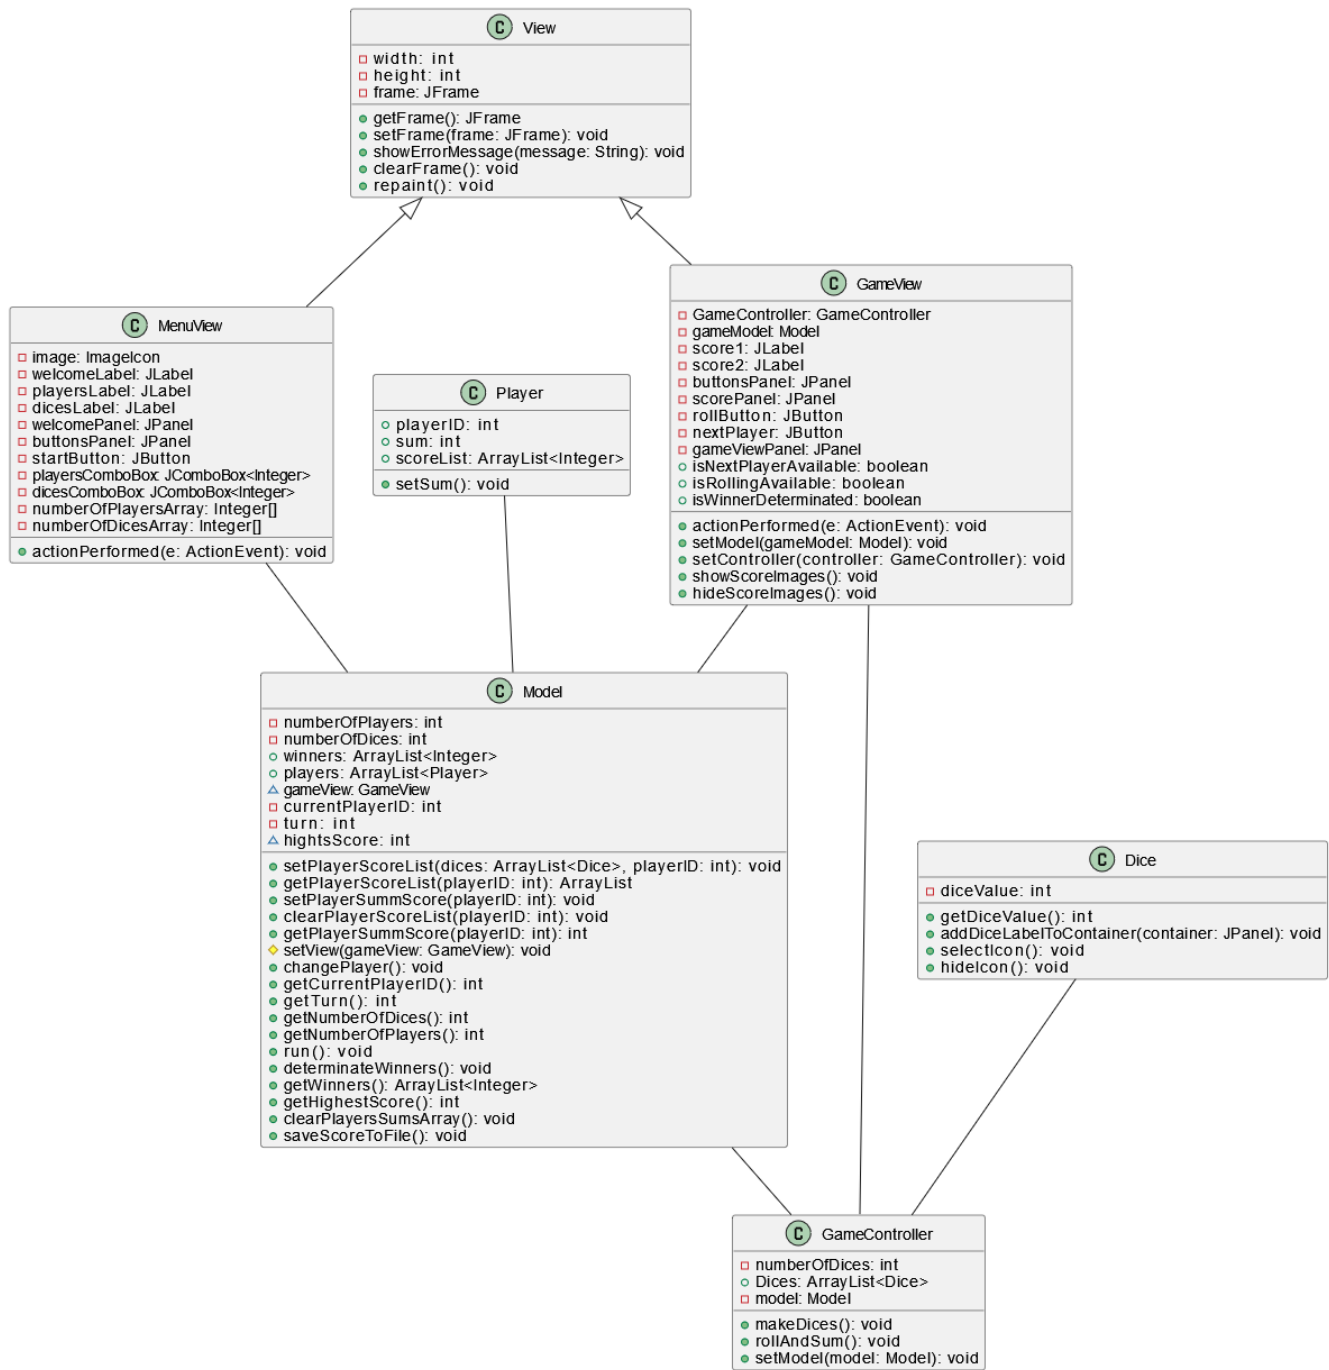 C View
width: int
height: int
frame: JFrame
getFrame(): JFrame
setFrame(frame: JFrame): void
showErrorMessage(message: String): void
clearFrame(): void
repaint(): void
C MenuView
image: ImageIcon
welcomeLabel: JLabel
playersLabel: JLabel
dicesLabel: JLabel
welcomePanel: JPanel
buttonsPanel: JPanel
startButton: JButton
playersComboBox: JComboBox<Integer>
dicesComboBox: JComboBox<Integer>
numberOfPlayersArray: Integer[]
numberOfDicesArray: Integer[]
actionPerformed(e: ActionEvent): void
C Player
playerID: int
sum: int
scoreList: ArrayList<Integer>
setSum(): void
C GameView
GameController: GameController
gameModel: Model
score1: JLabel
score2: JLabel
buttonsPanel: JPanel
scorePanel: JPanel
rollButton: JButton
nextPlayer: JButton
gameViewPanel: JPanel
isNextPlayerAvailable: boolean
isRollingAvailable: boolean
isWinnerDeterminated: boolean
actionPerformed(e: ActionEvent): void
setModel(gameModel: Model): void
setController(controller: GameController): void
showScoreImages(): void
hideScoreImages(): void
C Model
numberOfPlayers: int
numberOfDices: int
winners: ArrayList<Integer>
players: ArrayList<Player>
gameView: GameView
currentPlayerID: int
turn: int
hightsScore: int
setPlayerScoreList(dices: ArrayList<Dice>, playerID: int): void
getPlayerScoreList(playerID: int): ArrayList
setPlayerSummScore(playerID: int): void
clearPlayerScoreList(playerID: int): void
getPlayerSummScore(playerID: int): int
setView(gameView: GameView): void
changePlayer(): void
getCurrentPlayerID(): int
getTurn(): int
getNumberOfDices(): int
getNumberOfPlayers(): int
run(): void
determinateWinners(): void
getWinners(): ArrayList<Integer>
getHighestScore(): int
clearPlayersSumsArray(): void
saveScoreToFile(): void
C Dice
diceValue: int
getDiceValue(): int
addDiceLabelToContainer(container: JPanel): void
selectIcon(): void
hideIcon(): void
C GameController
numberOfDices: int
Dices: ArrayList<Dice>
model: Model
makeDices(): void
rollAndSum(): void
setModel(model: Model): void